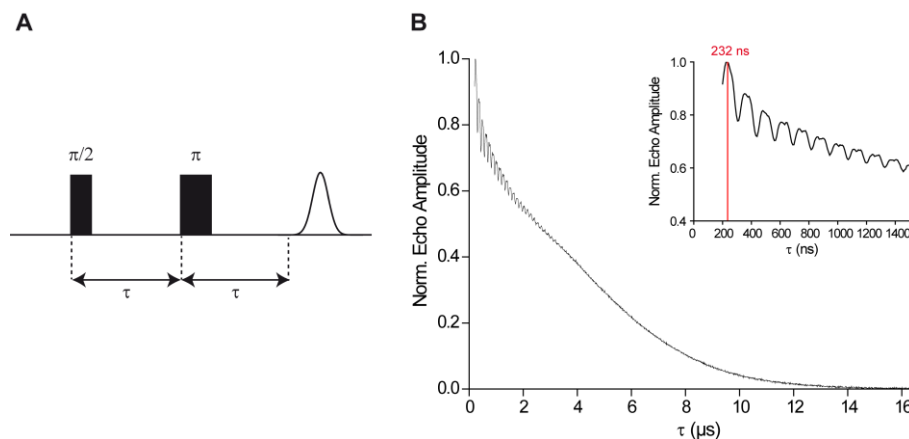 A
π/2
π
τ
τ
B
Norm. Echo Amplitude
1.0
0.8
0.6
0.4
0.2
0.0
0
2
4
6
8
10
12
14
16
τ (µs)
232 ns
Norm. Echo Amplitude
1.0
0.8
0.6
0.4
0
200
400
600
800
1000
1200
1400
τ (ns)